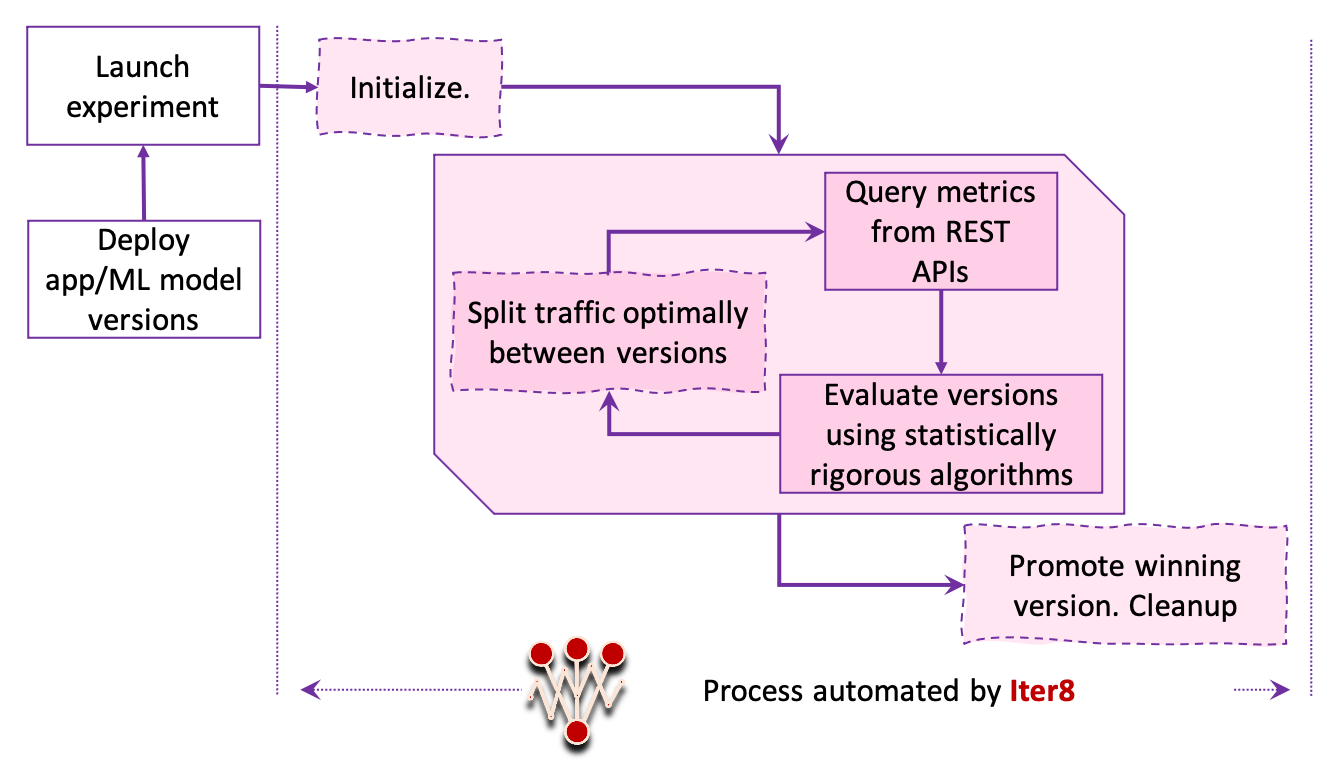 Launch
experiment
Initialize.
Deploy
app/ML model
versions
Query metrics
from REST
APIs
Split traffic optimally
between versions
Evaluate versions
using statistically
rigorous algorithms
Promote winning
version. Cleanup
Process automated by Iter8